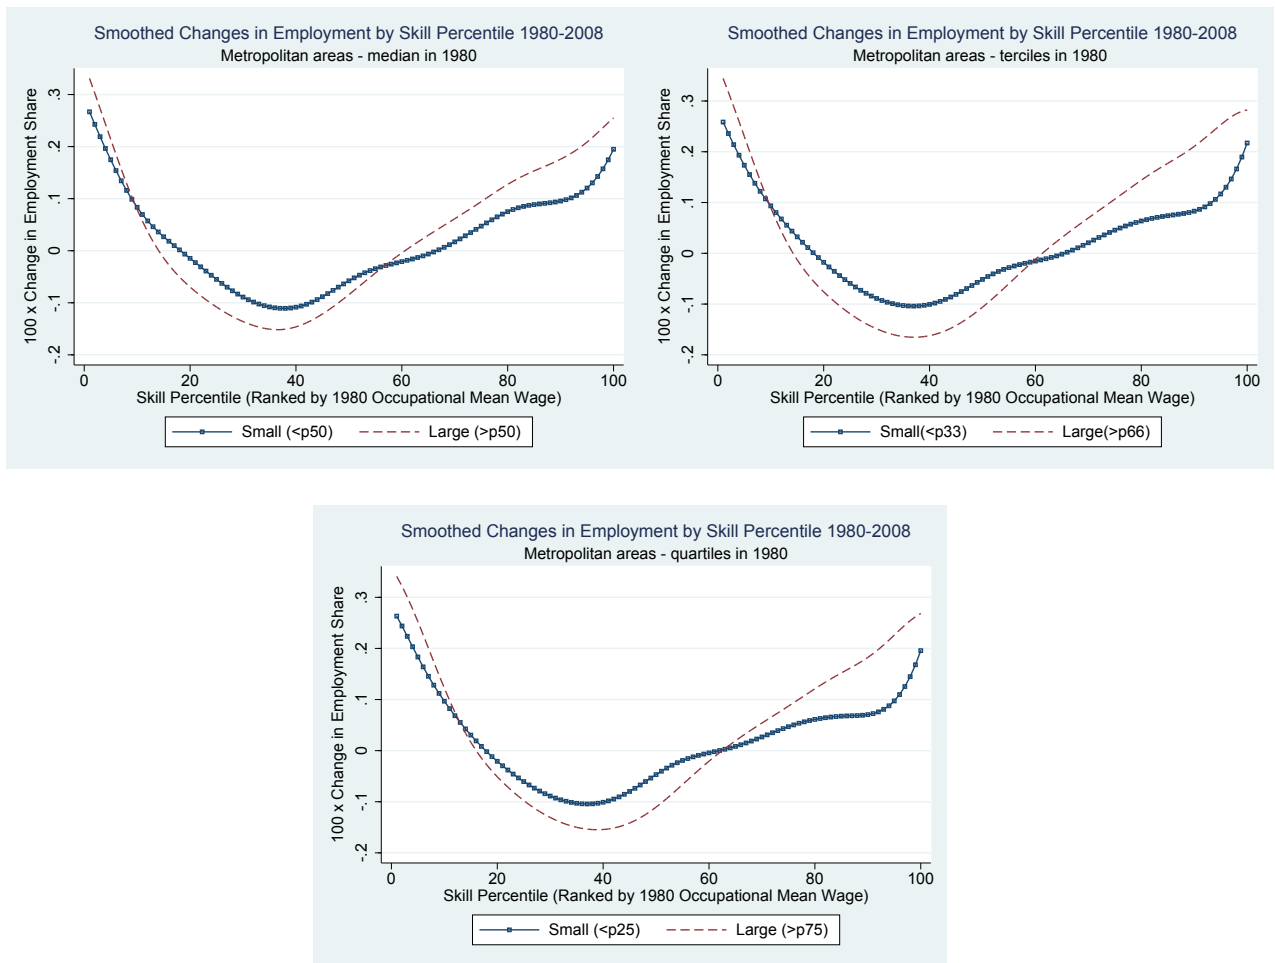 Smoothed Changes in Employment by Skill Percentile 1980-2008
Metropolitan areas - median in 1980
100 x Change in Employment Share
.3
.2
.1
0
-.1
-.2
0 20 40 60 80 100
Skill Percentile (Ranked by 1980 Occupational Mean Wage)
Small (<p50) Large (>p50)
Smoothed Changes in Employment by Skill Percentile 1980-2008
Metropolitan areas - terciles in 1980
100 x Change in Employment Share
.3
.2
.1
0
-.1
-.2
0 20 40 60 80 100
Skill Percentile (Ranked by 1980 Occupational Mean Wage)
Small(<p33) Large(>p66)
Smoothed Changes in Employment by Skill Percentile 1980-2008
Metropolitan areas - quartiles in 1980
100 x Change in Employment Share
.3
.2
.1
0
-.1
-.2
0 20 40 60 80 100
Skill Percentile (Ranked by 1980 Occupational Mean Wage)
Small (<p25) Large (>p75)